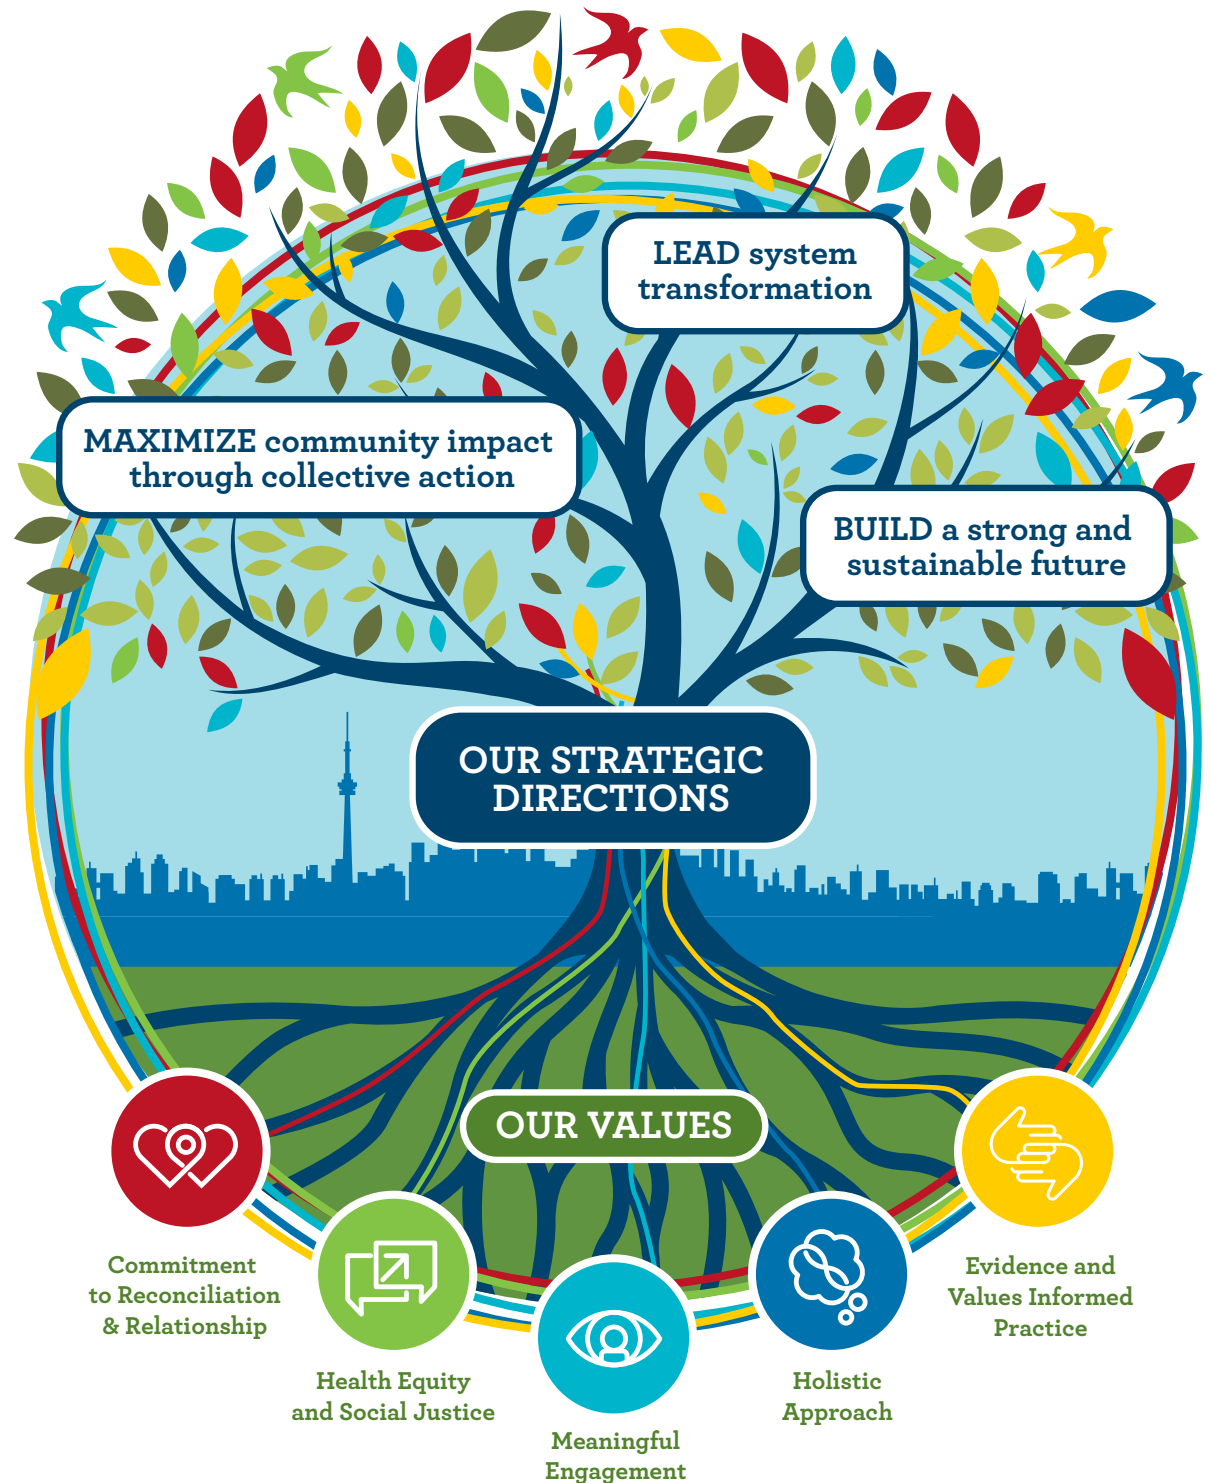 LEAD system
transformation
MAXIMIZE community impact
through collective action
BUILD a strong and
sustainable future
OUR STRATEGIC
DIRECTIONS
OUR VALUES
Commitment
to Reconciliation
& Relationship
Health Equity
and Social Justice
Meaningful
Engagement
Holistic
Approach
Evidence and
Values Informed
Practice